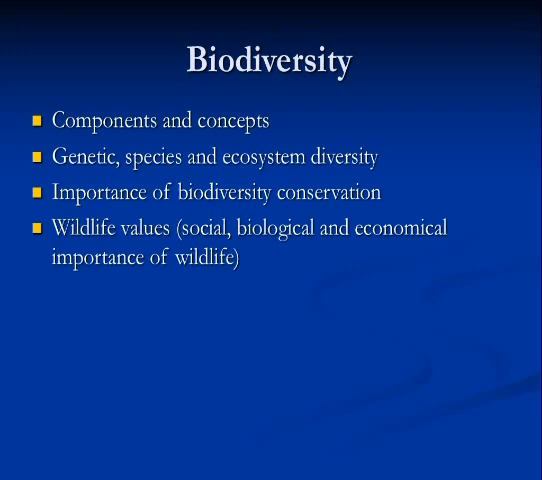 Biodiversity
Components and concepts
Genetic, species and ecosystem diversity
Importance of biodiversity conservation
Wildlife values (social, biological and economical
importance of wildlife)